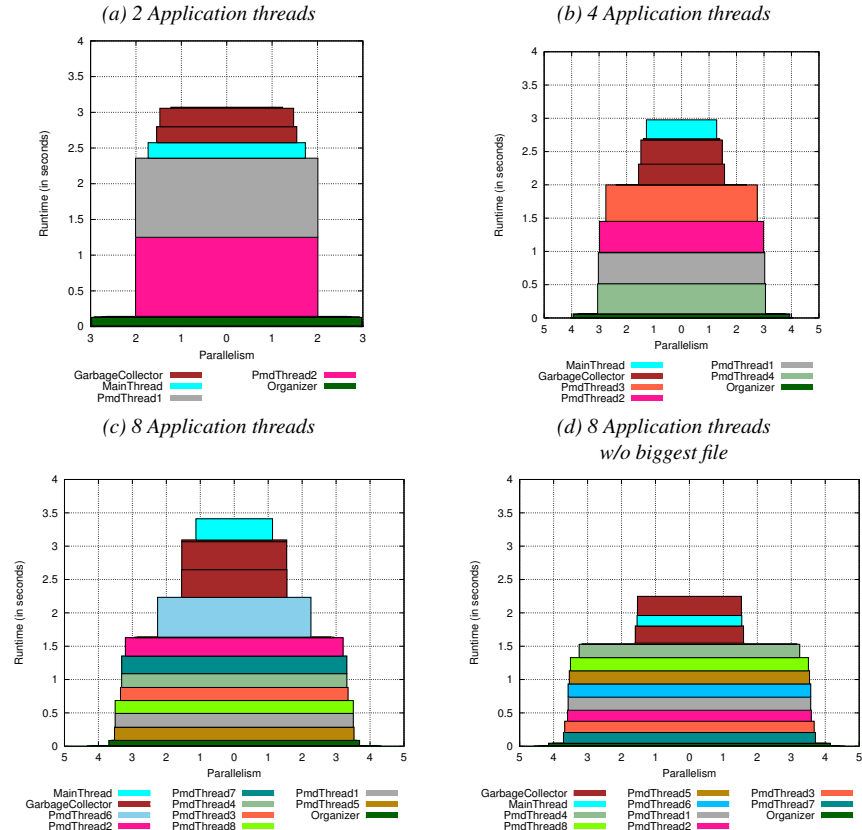 (a) 2 Application threads
4
3.5
3
2.5
2
1.5
1
0.5
0
Runtime (in seconds)
3 2 1 0 1 2 3
Parallelism
GarbageCollector PmdThread2
MainThread Organizer
PmdThread1
(b) 4 Application threads
4
3.5
3
2.5
2
1.5
1
0.5
0
Runtime (in seconds)
5 4 3 2 1 0 1 2 3 4 5
Parallelism
MainThread PmdThread1
GarbageCollector PmdThread4
PmdThread3 Organizer
PmdThread2
(c) 8 Application threads
4
3.5
3
2.5
2
1.5
1
0.5
0
Runtime (in seconds)
5 4 3 2 1 0 1 2 3 4 5
Parallelism
MainThread PmdThread7 PmdThread1
GarbageCollector PmdThread4 PmdThread5
PmdThread6 PmdThread3 Organizer
PmdThread2 PmdThread8
(d) 8 Application threads
w/o biggest file
4
3.5
3
2.5
2
1.5
1
0.5
0
Runtime (in seconds)
5 4 3 2 1 0 1 2 3 4 5
Parallelism
GarbageCollector PmdThread5 PmdThread3
MainThread PmdThread6 PmdThread7
PmdThread4 PmdThread1 Organizer
PmdThread8 PmdThread2